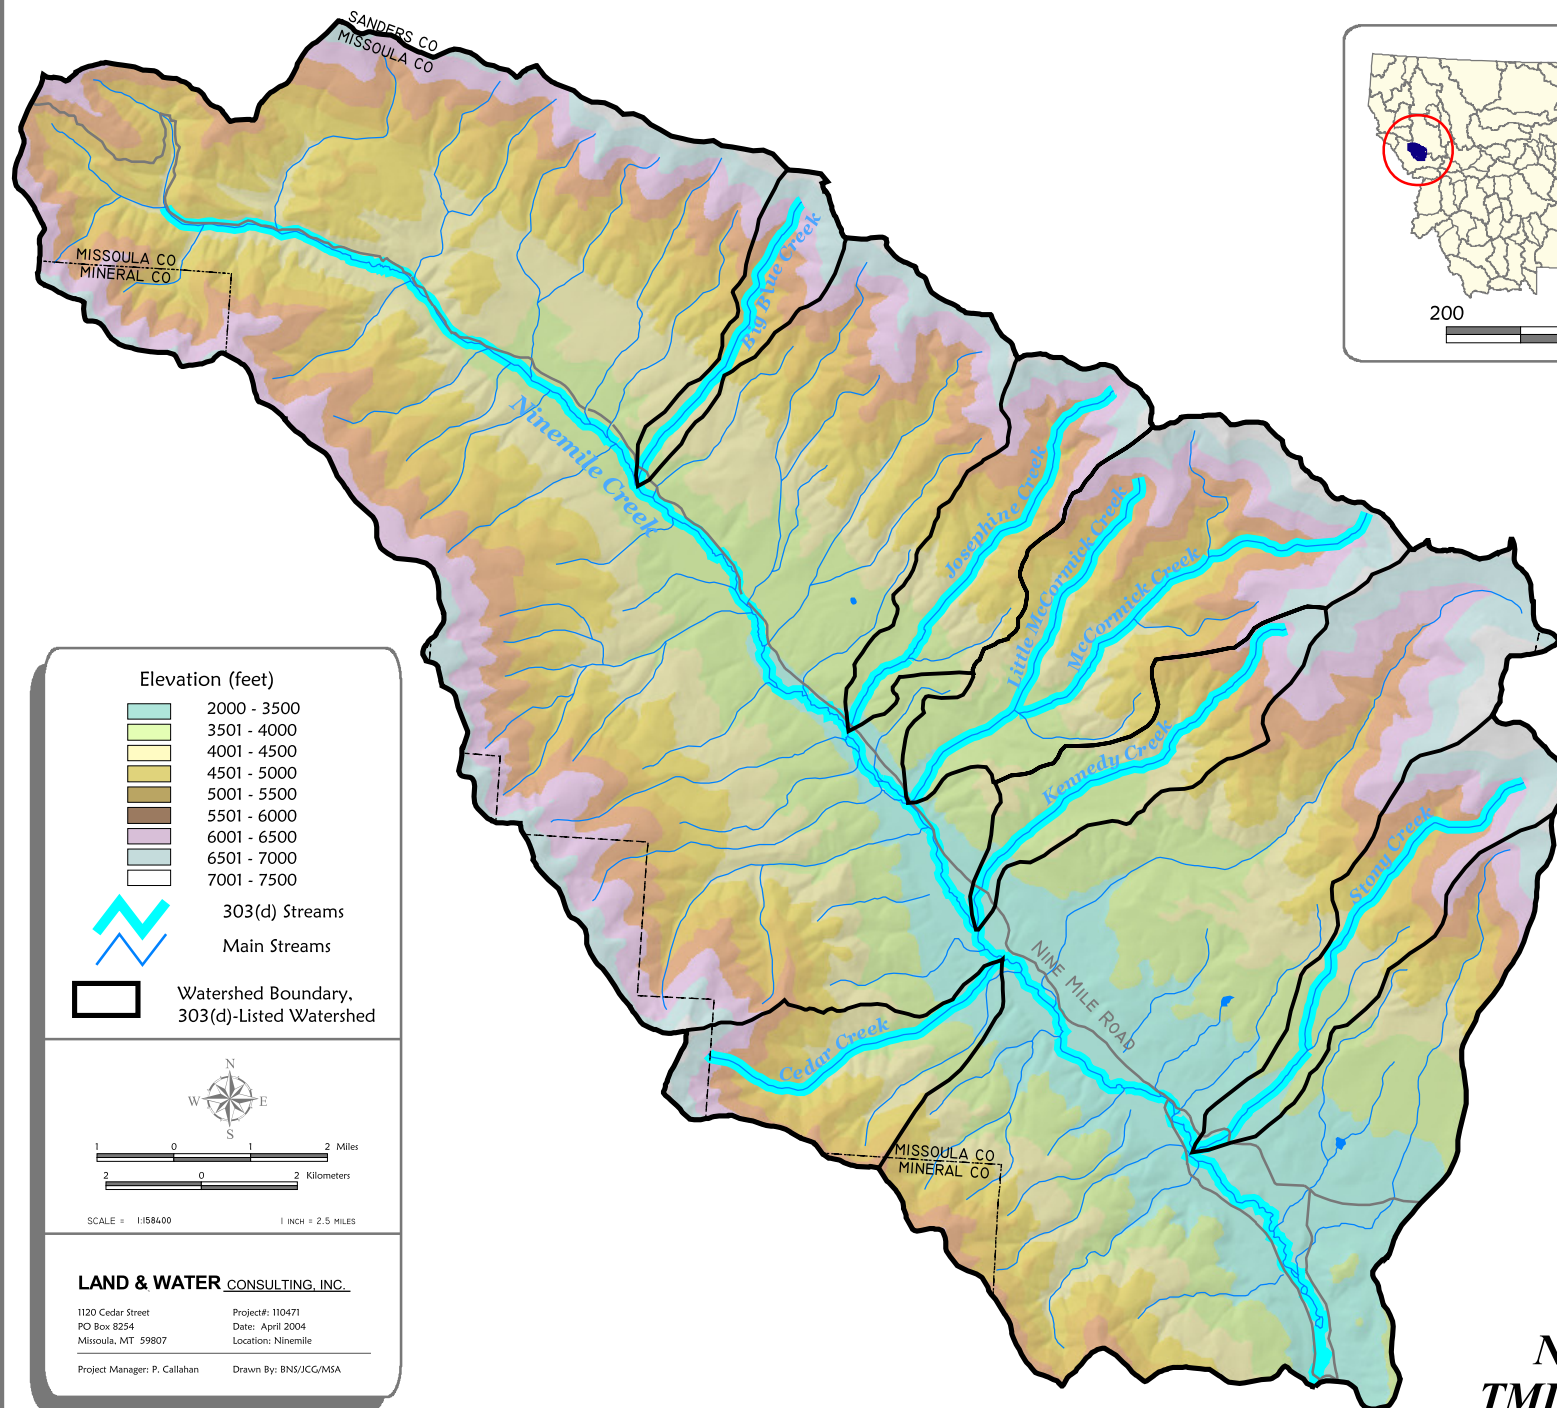 SANDERS CO
MISSOULA CO
MISSOULA CO
MINERAL CO
Big Blue Creek
200
Ninemile Creek
Josephine Creek
Little McCormick Creek
McCormick Creek
Kennedy Creek
Stony Creek
NINE MILE ROAD
Cedar Creek
MISSOULA CO
MINERAL CO
Elevation (feet)
2000 - 3500
3501 - 4000
4001 - 4500
4501 - 5000
5001 - 5500
5501 - 6000
6001 - 6500
6501 - 7000
7001 - 7500
303(d) Streams
Main Streams
Watershed Boundary,
303(d)-Listed Watershed
N
W E
S
1 0 1 2 Miles
2 0 2 Kilometers
SCALE = 1:158400 1 INCH = 2.5 MILES
LAND & WATER CONSULTING, INC.
1120 Cedar Street Project#: 110471
PO Box 8254 Date: April 2004
Missoula, MT 59807 Location: Ninemile
Project Manager: P. Callahan Drawn By: BNS/JCG/MSA